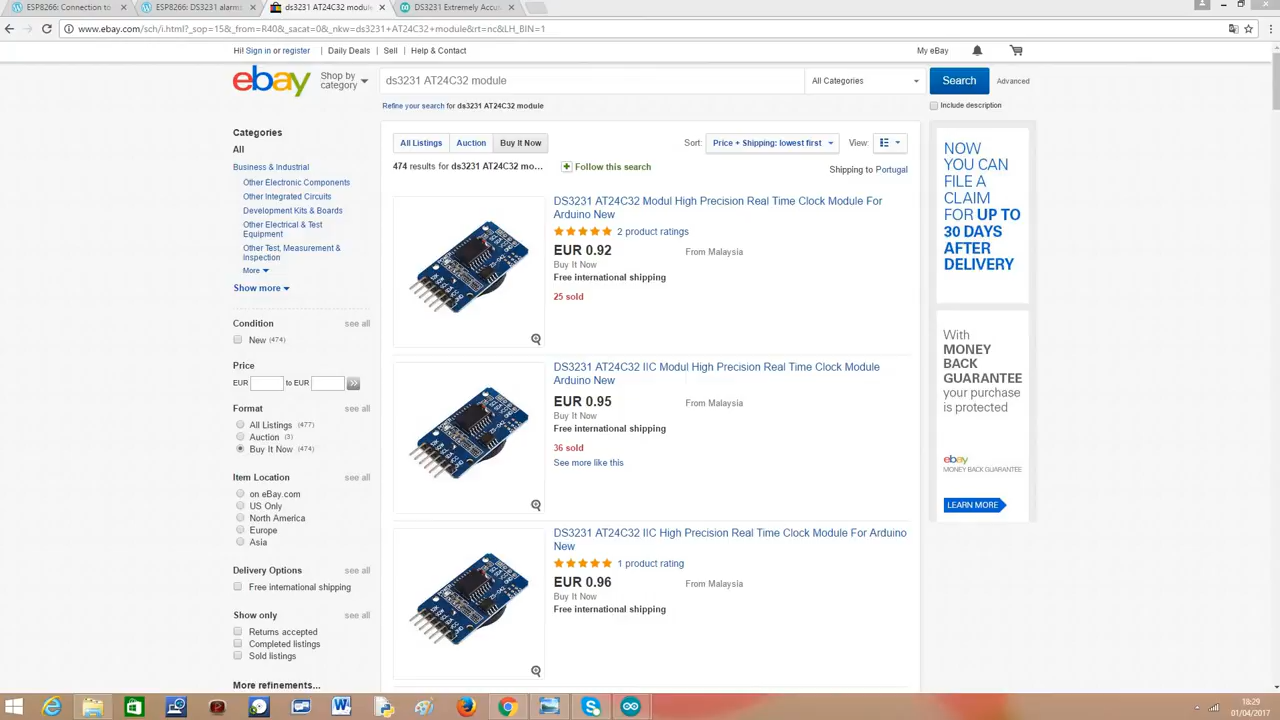 ESP8266: Connection to
ESP8266: DS3231 alarms
ds3231 AT24C32 module
DS3231 Extremely Accu
www.ebay.com/sch/i.html?_sop=15&_from=R40&_sacat=0&_nkw=ds3231+AT24C32+module&rt=nc&LH_BIN=1
Hi! Sign in or register
Daily Deals
Sell
Help & Contact
My eBay
ebay
Shop by category
ds3231 AT24C32 module
All Categories
Search
Advanced
Refine your search for ds3231 AT24C32 module
Include description
Categories
All
Business & Industrial
Other Electronic Components
Other Integrated Circuits
Development Kits & Boards
Other Electrical & Test
Equipment
Other Test, Measurement &
Inspection
More
Show more
Condition
see all
New (474)
Price
EUR
to EUR
Format
see all
All Listings (477)
Auction (3)
Buy It Now (474)
Item Location
see all
on eBay.com
US Only
North America
Europe
Asia
Delivery Options
see all
Free international shipping
Show only
see all
Returns accepted
Completed listings
Sold listings
More refinements...
All Listings
Auction
Buy It Now
Sort:
Price + Shipping: lowest first
View:
474 results for ds3231 AT24C32 mo...
Follow this search
Shipping to Portugal
DS3231 AT24C32 Modul High Precision Real Time Clock Module For
Arduino New
2 product ratings
EUR 0.92
From Malaysia
Buy It Now
Free international shipping
25 sold
DS3231 AT24C32 IIC Modul High Precision Real Time Clock Module
Arduino New
EUR 0.95
From Malaysia
Buy It Now
Free international shipping
36 sold
See more like this
DS3231 AT24C32 IIC High Precision Real Time Clock Module For Arduino
New
1 product rating
EUR 0.96
From Malaysia
Buy It Now
Free international shipping
NOW
YOU CAN
FILE A
CLAIM
FOR UP TO
30 DAYS
AFTER
DELIVERY
With
MONEY
BACK
GUARANTEE
your purchase
is protected
ebay
MONEY BACK GUARANTEE
LEARN MORE
18:29
01/04/2017